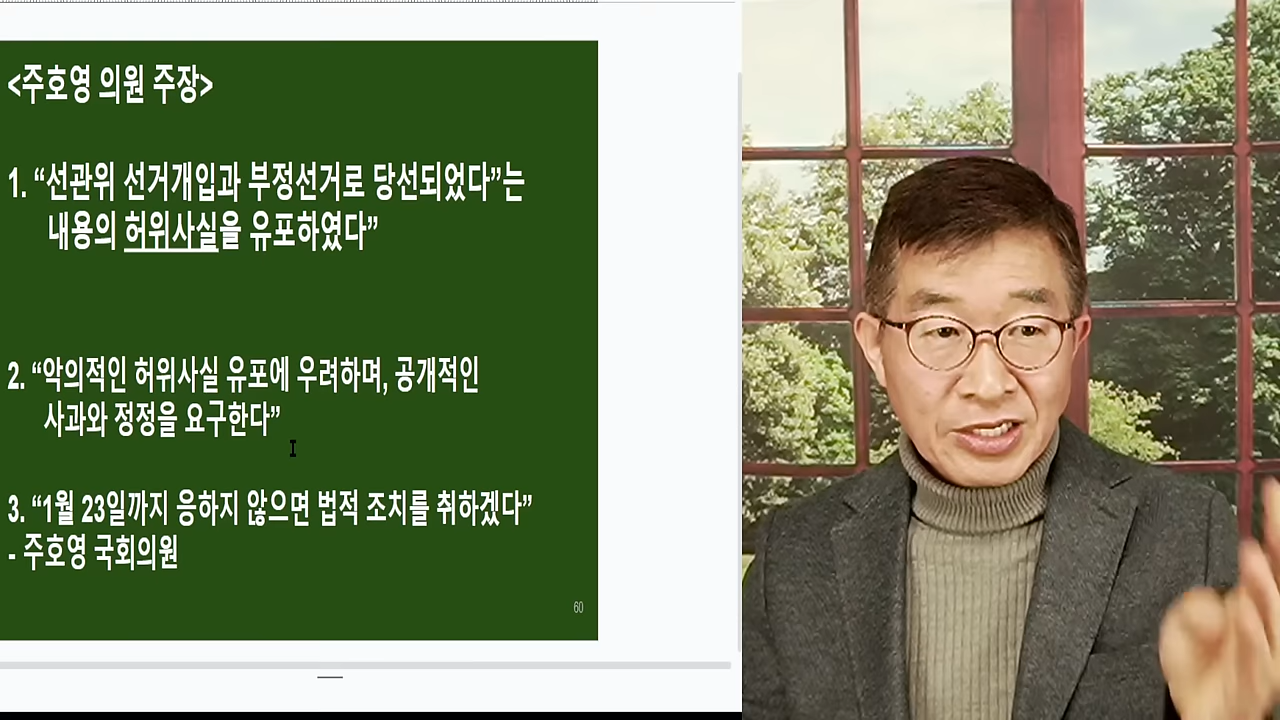 <주호영 의원 주장>
1. “선관위 선거개입과 부정선거로 당선되었다”는
내용의 허위사실을 유포하였다”
2. “악의적인 허위사실 유포에 우려하며, 공개적인
사과와 정정을 요구한다”
3. “1월 23일까지 응하지 않으면 법적 조치를 취하겠다”
- 주호영 국회의원
60